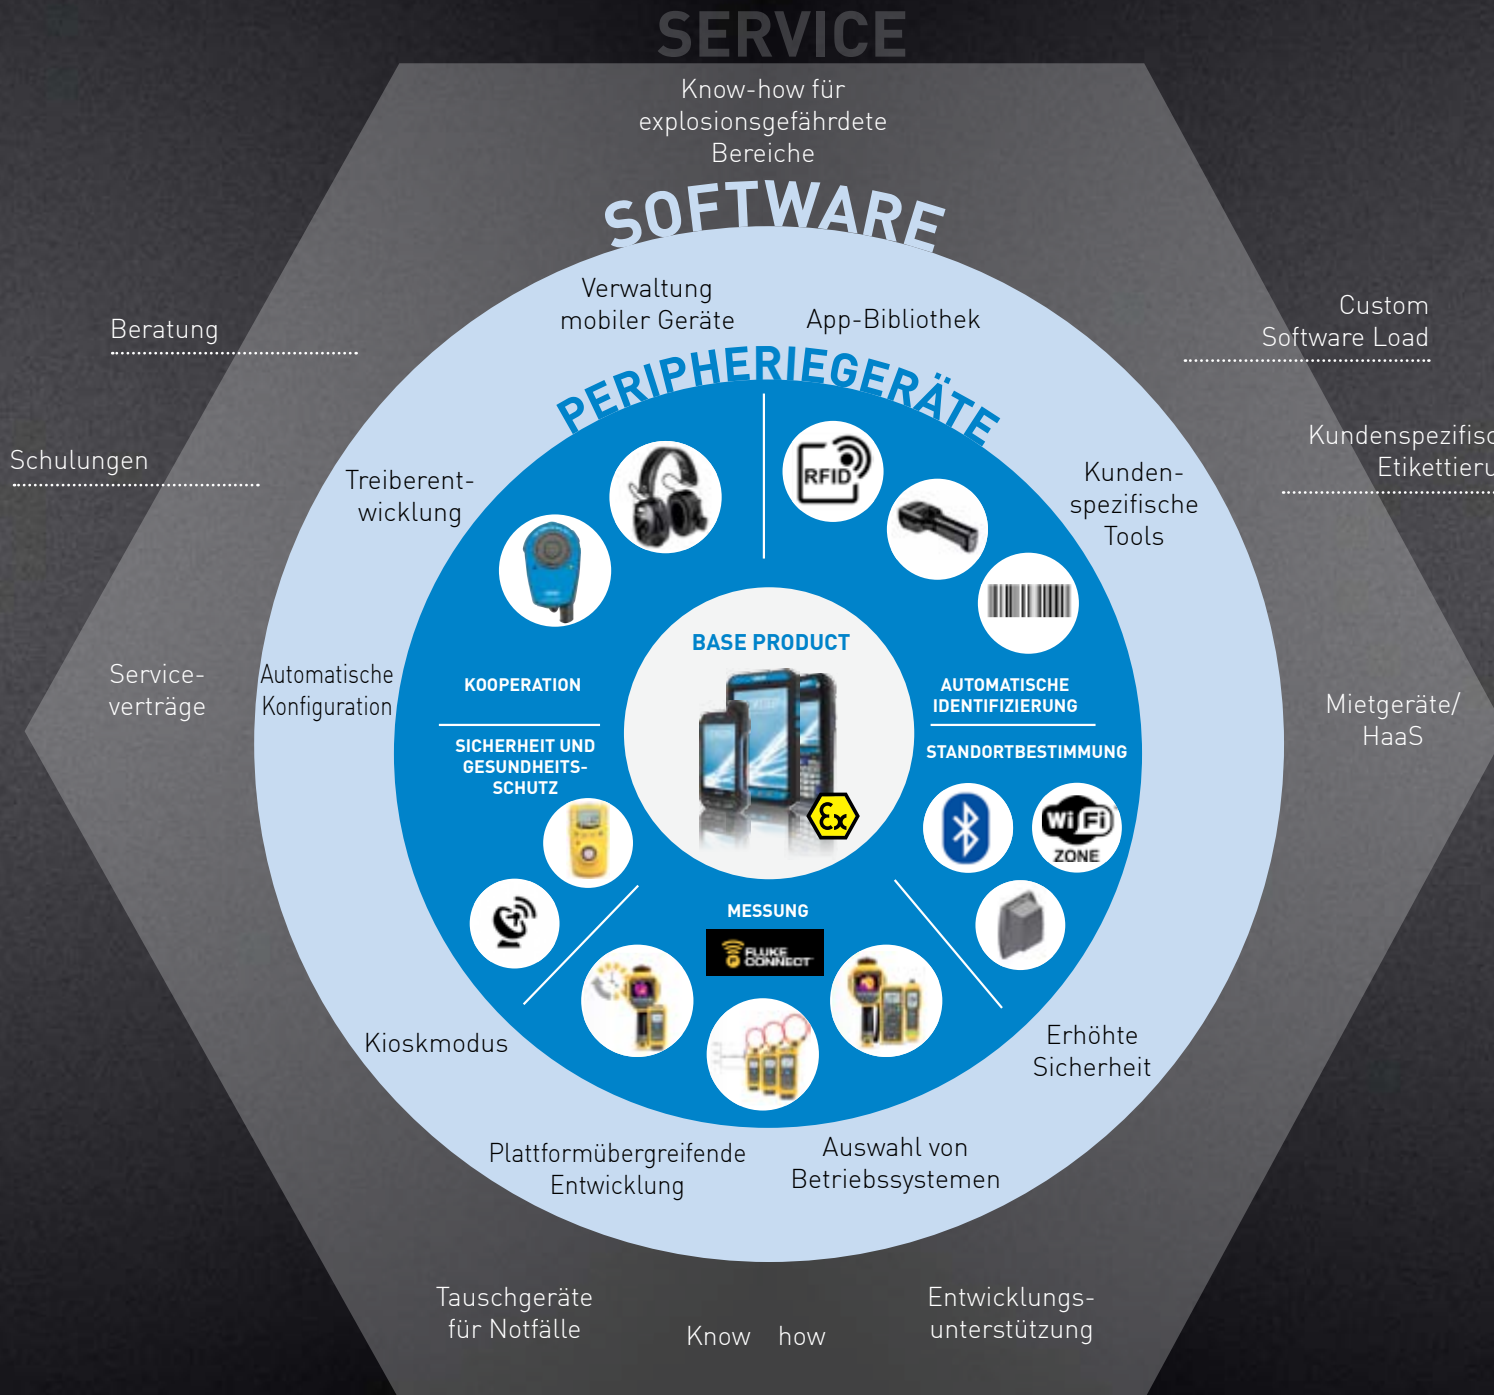 SERVICE
Know-how für
explosionsgefährdete
Bereiche
SOFTWARE
Verwaltung
mobiler Geräte
App-Bibliothek
PERIPHERIEGERÄTE
Beratung
Custom
Software Load
Schulungen
Treiberent-
wicklung
RFID
Kunden-
spezifische
Tools
Kundenspezifisc
Etikettieru
BASE PRODUCT
Service-
verträge
Automatische
Konfiguration
KOOPERATION
AUTOMATISCHE
IDENTIFIZIERUNG
Mietgeräte/
HaaS
SICHERHEIT UND
GESUNDHEITS-
SCHUTZ
STANDORTBESTIMMUNG
Ex
Wi Fi
ZONE
MESSUNG
FLUKE
CONNECT
Kioskmodus
Erhöhte
Sicherheit
Plattformübergreifende
Entwicklung
Auswahl von
Betriebssystemen
Tauschgeräte
für Notfälle
Know how
Entwicklungs-
unterstützung